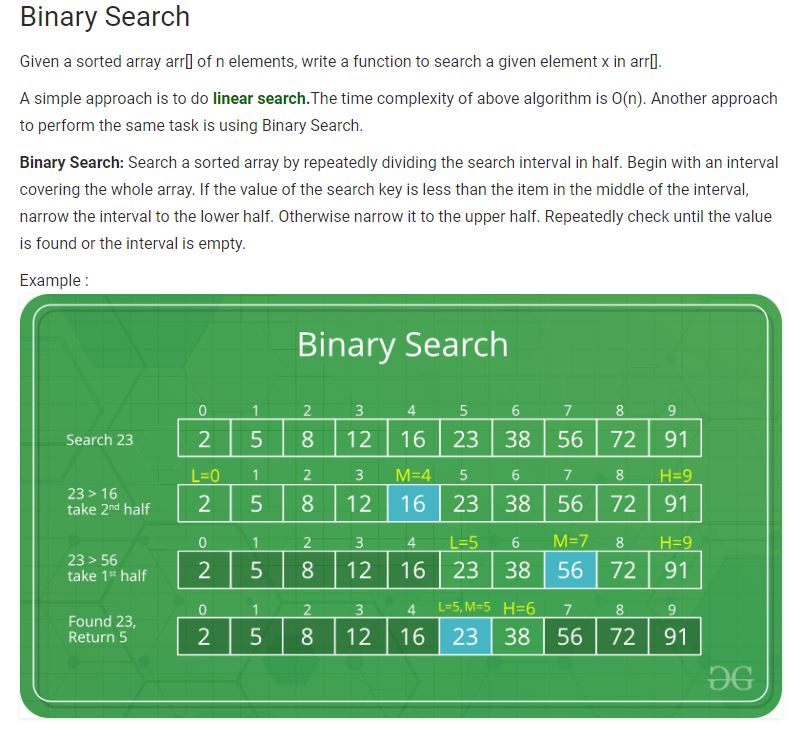 Binary Search
Given a sorted array arr[] of n elements, write a function to search a given element x in arr[].
A simple approach is to do linear search.The time complexity of above algorithm is O(n). Another approach
to perform the same task is using Binary Search.
Binary Search: Search a sorted array by repeatedly dividing the search interval in half. Begin with an interval
covering the whole array. If the value of the search key is less than the item in the middle of the interval,
narrow the interval to the lower half. Otherwise narrow it to the upper half. Repeatedly check until the value
is found or the interval is empty.
Example :
Binary Search
0 1 2 3 4 5 6 7 8 9
Search 23 2 5 8 12 16 23 38 56 72 91
L=0 1 2 3 M=4 5 6 7 8 H=9
23 > 16
take 2nd half 2 5 8 12 16 23 38 56 72 91
0 1 2 3 4 L=5 6 M=7 8 H=9
23 > 56
take 1st half 2 5 8 12 16 23 38 56 72 91
0 1 2 3 4 L=5, M=5 H=6 7 8 9
Found 23,
Return 5 2 5 8 12 16 23 38 56 72 91
GG